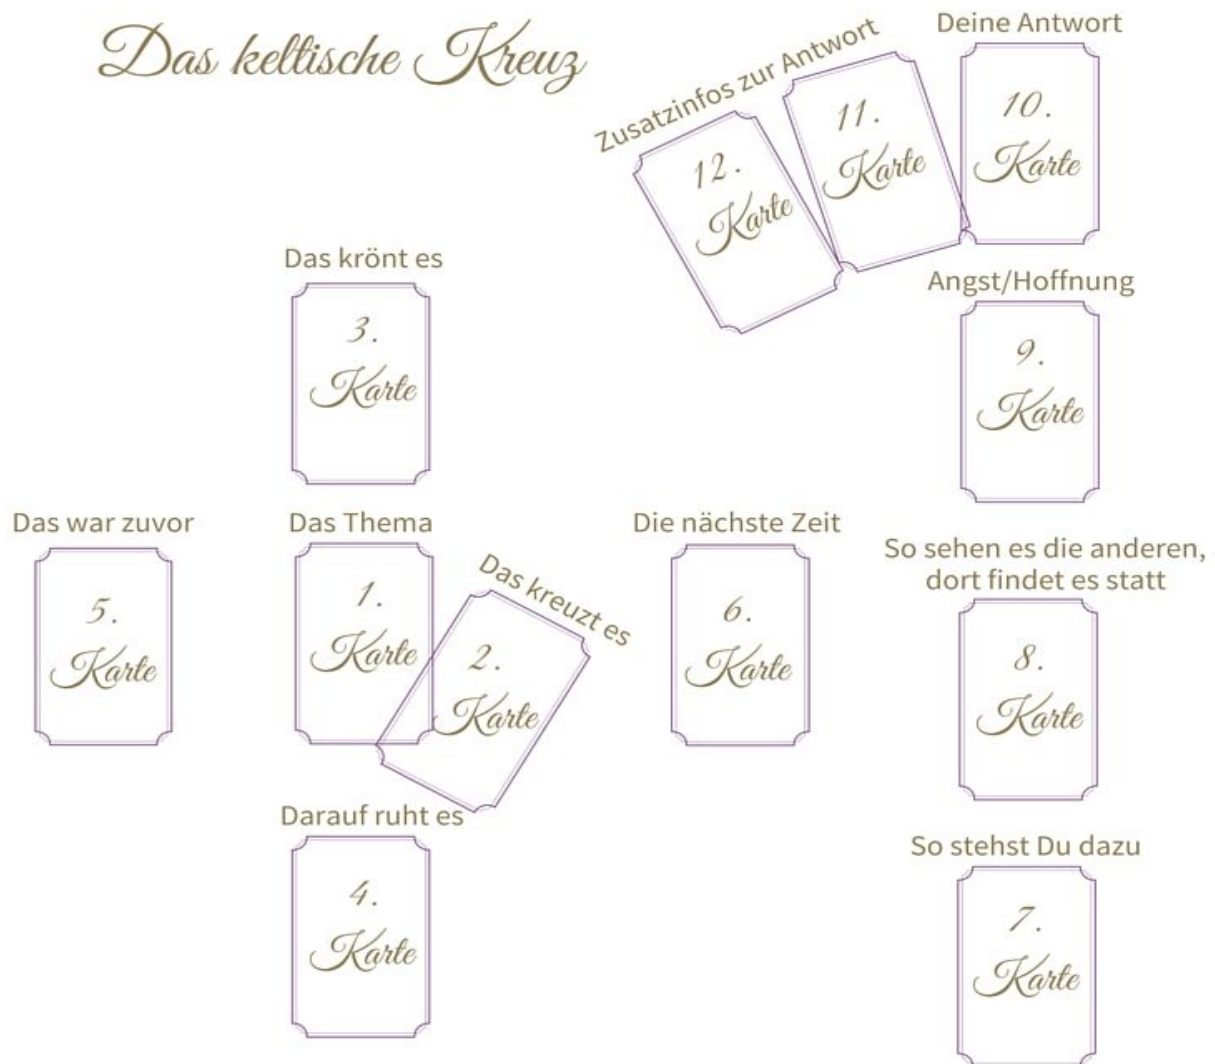 Das keltische Kreuz
Deine Antwort
10.
Karte
Zusatzinfos zur Antwort
11.
Karte
12.
Karte
Das krönt es
3.
Karte
Angst/Hoffnung
9.
Karte
Das war zuvor
5.
Karte
Das Thema
1.
Karte
Das kreuzt es
2.
Karte
Die nächste Zeit
6.
Karte
So sehen es die anderen,
dort findet es statt
8.
Karte
Darauf ruht es
4.
Karte
So stehst Du dazu
7.
Karte